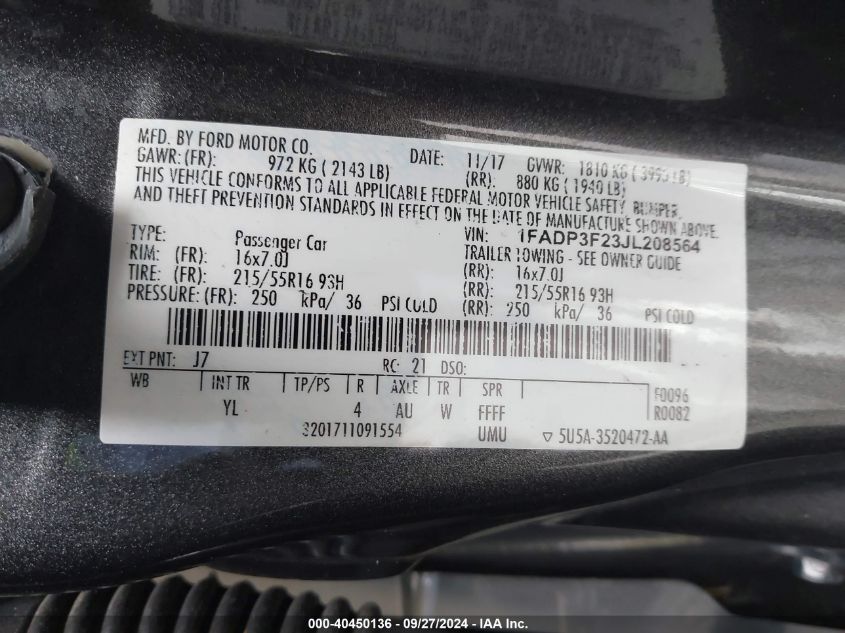 MFD. BY FORD MOTOR CO.
DATE: 11/17 GVWR: 1810 KG ( 3990 LB)
GAWR: (FR): 972 KG ( 2143 LB) (RR): 880 KG ( 1940 LB)
THIS VEHICLE CONFORMS TO ALL APPLICABLE FEDERAL MOTOR VEHICLE SAFETY, BUMPER,
AND THEFT PREVENTION STANDARDS IN EFFECT ON THE DATE OF MANUFACTURE SHOWN ABOVE.
VIN: 1FADP3F23JL208564
TYPE: Passenger Car TRAILER TOWING - SEE OWNER GUIDE
RIM: (FR): 16x7.0J (RR): 16x7.0J
TIRE: (FR): 215/55R16 93H (RR): 215/55R16 93H
PRESSURE: (FR): 250 kPa/ 36 PSI COLD (RR): 250 kPa/ 36 PSI COLD
EXT PNT: J7 RC: 21 DSO:
WB INT TR TP/PS R AXLE TR SPR F0096
YL 4 AU W FFFF R0082
3201711091554 UMU ▽ 5U5A-3520472-AA
000-40450136 - 09/27/2024 - IAA Inc.